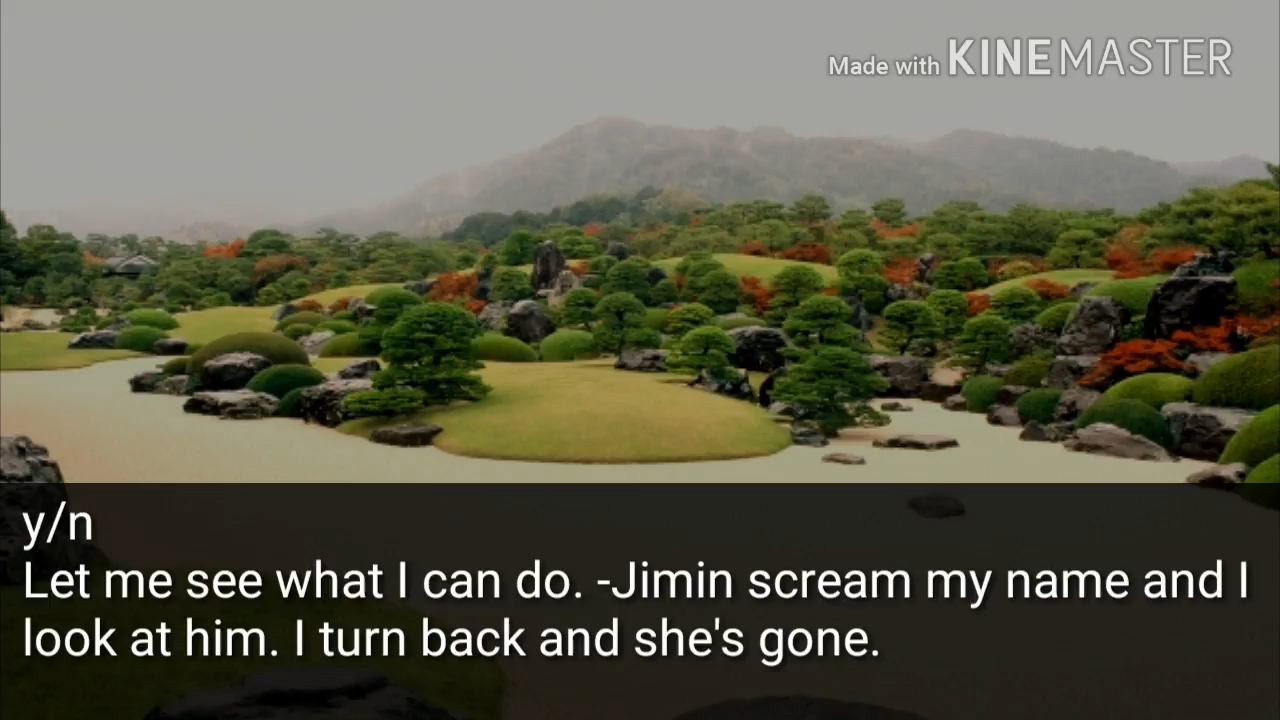 Made with KINEMASTER
y/n
Let me see what I can do. -Jimin scream my name and I
look at him. I turn back and she's gone.